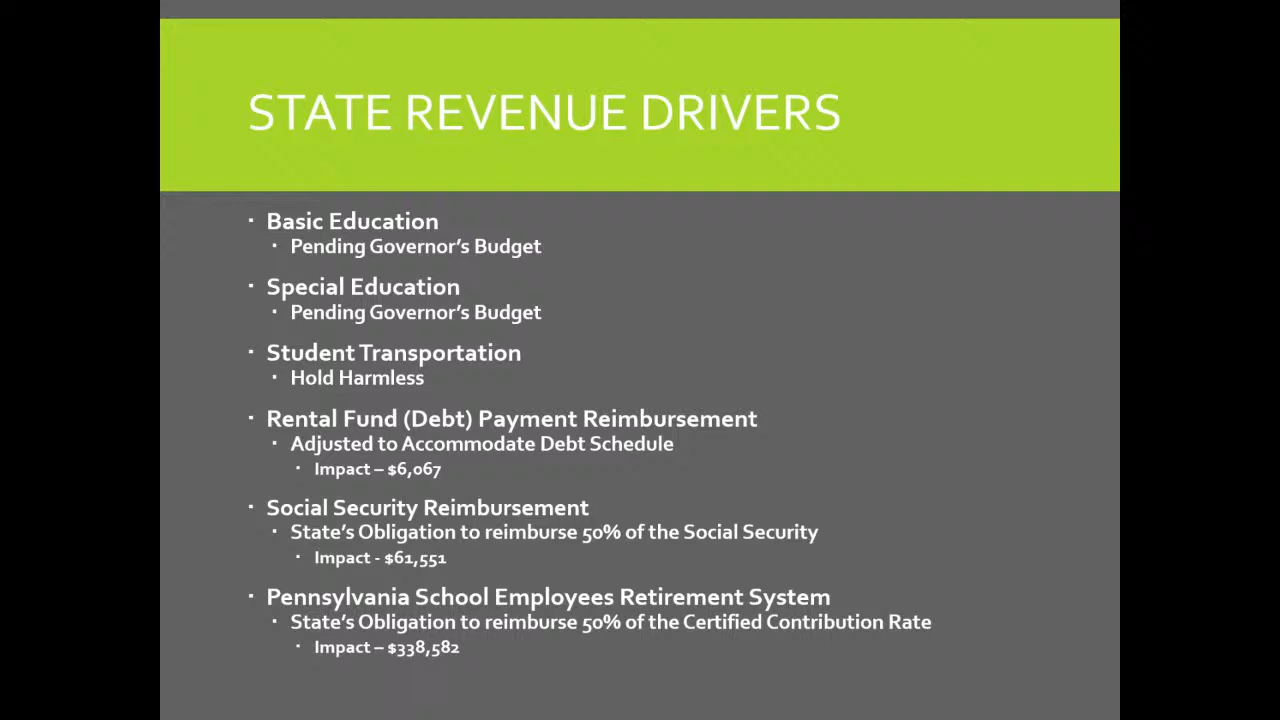 STATE REVENUE DRIVERS
▪ Basic Education
▪ Pending Governor’s Budget
▪ Special Education
▪ Pending Governor’s Budget
▪ Student Transportation
▪ Hold Harmless
▪ Rental Fund (Debt) Payment Reimbursement
▪ Adjusted to Accommodate Debt Schedule
▪ Impact – $6,067
▪ Social Security Reimbursement
▪ State’s Obligation to reimburse 50% of the Social Security
▪ Impact - $61,551
▪ Pennsylvania School Employees Retirement System
▪ State’s Obligation to reimburse 50% of the Certified Contribution Rate
▪ Impact – $338,582